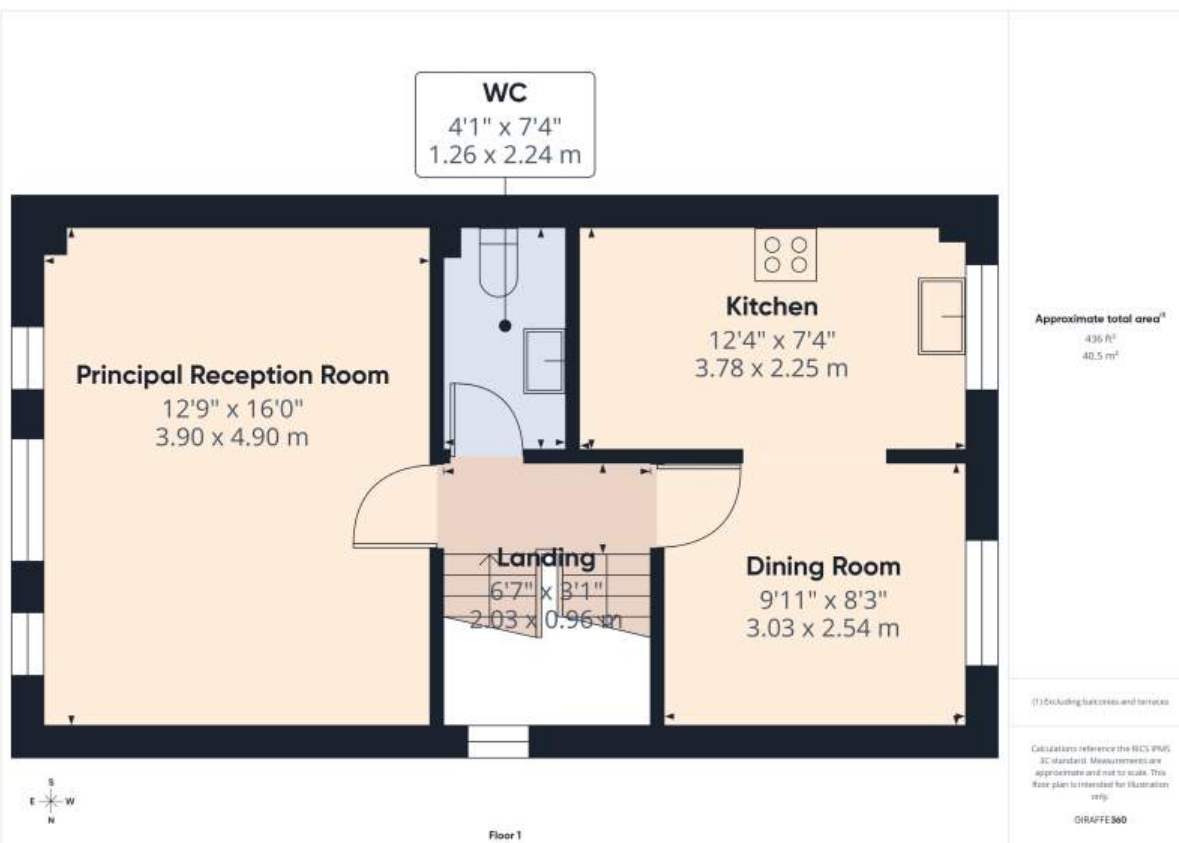 WC
4'1" x 7'4"
1.26 x 2.24 m
Principal Reception Room
12'9" x 16'0"
3.90 x 4.90 m
Kitchen
12'4" x 7'4"
3.78 x 2.25 m
Landing
6'7" x 3'1"
2.03 x 0.96 m
Dining Room
9'11" x 8'3"
3.03 x 2.54 m
Approximate total area⁽¹⁾
436 ft²
40.5 m²
(1) Excluding balconies and terraces
Calculations reference the RICS IPMS
3C standard. Measurements are
approximate and not to scale. This
floor plan is intended for illustration
only.
GIRAFFE360
S
E W
N
Floor 1